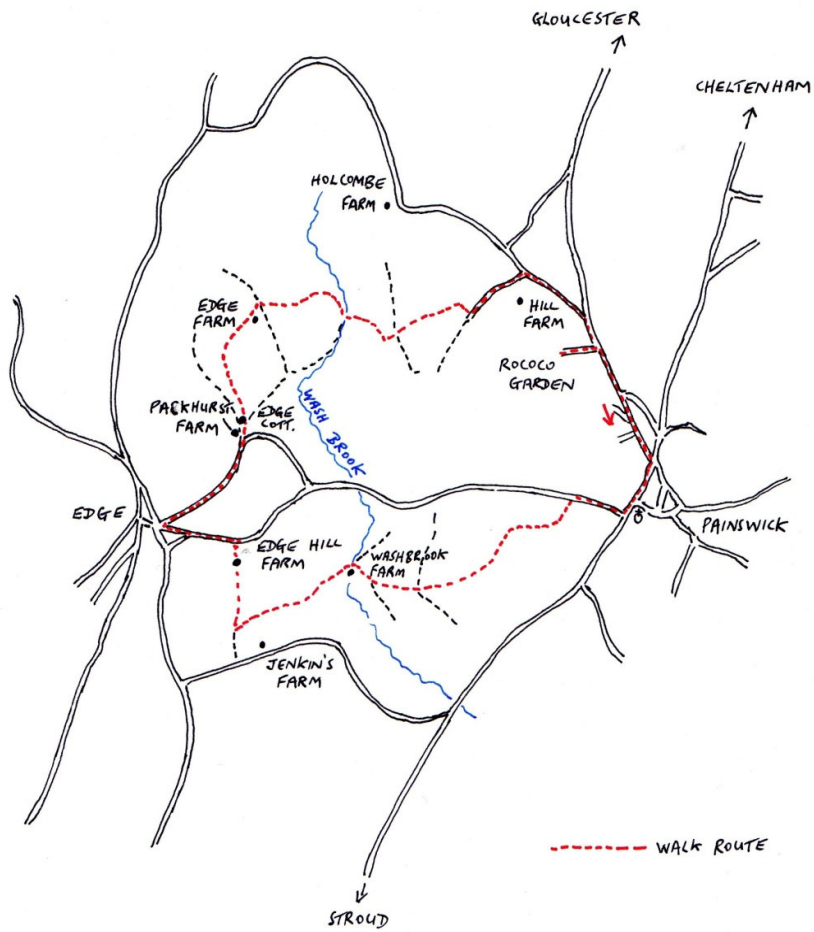 GLOUCESTER
CHELTENHAM
HOLCOMBE
FARM
EDGE
FARM
HILL
FARM
ROCOCO
GARDEN
PACKHURST
FARM
EDGE
COTT.
WASH BROOK
EDGE
PAINSWICK
EDGE HILL
FARM
WASHBROOK
FARM
JENKIN'S
FARM
WALK ROUTE
STROUD